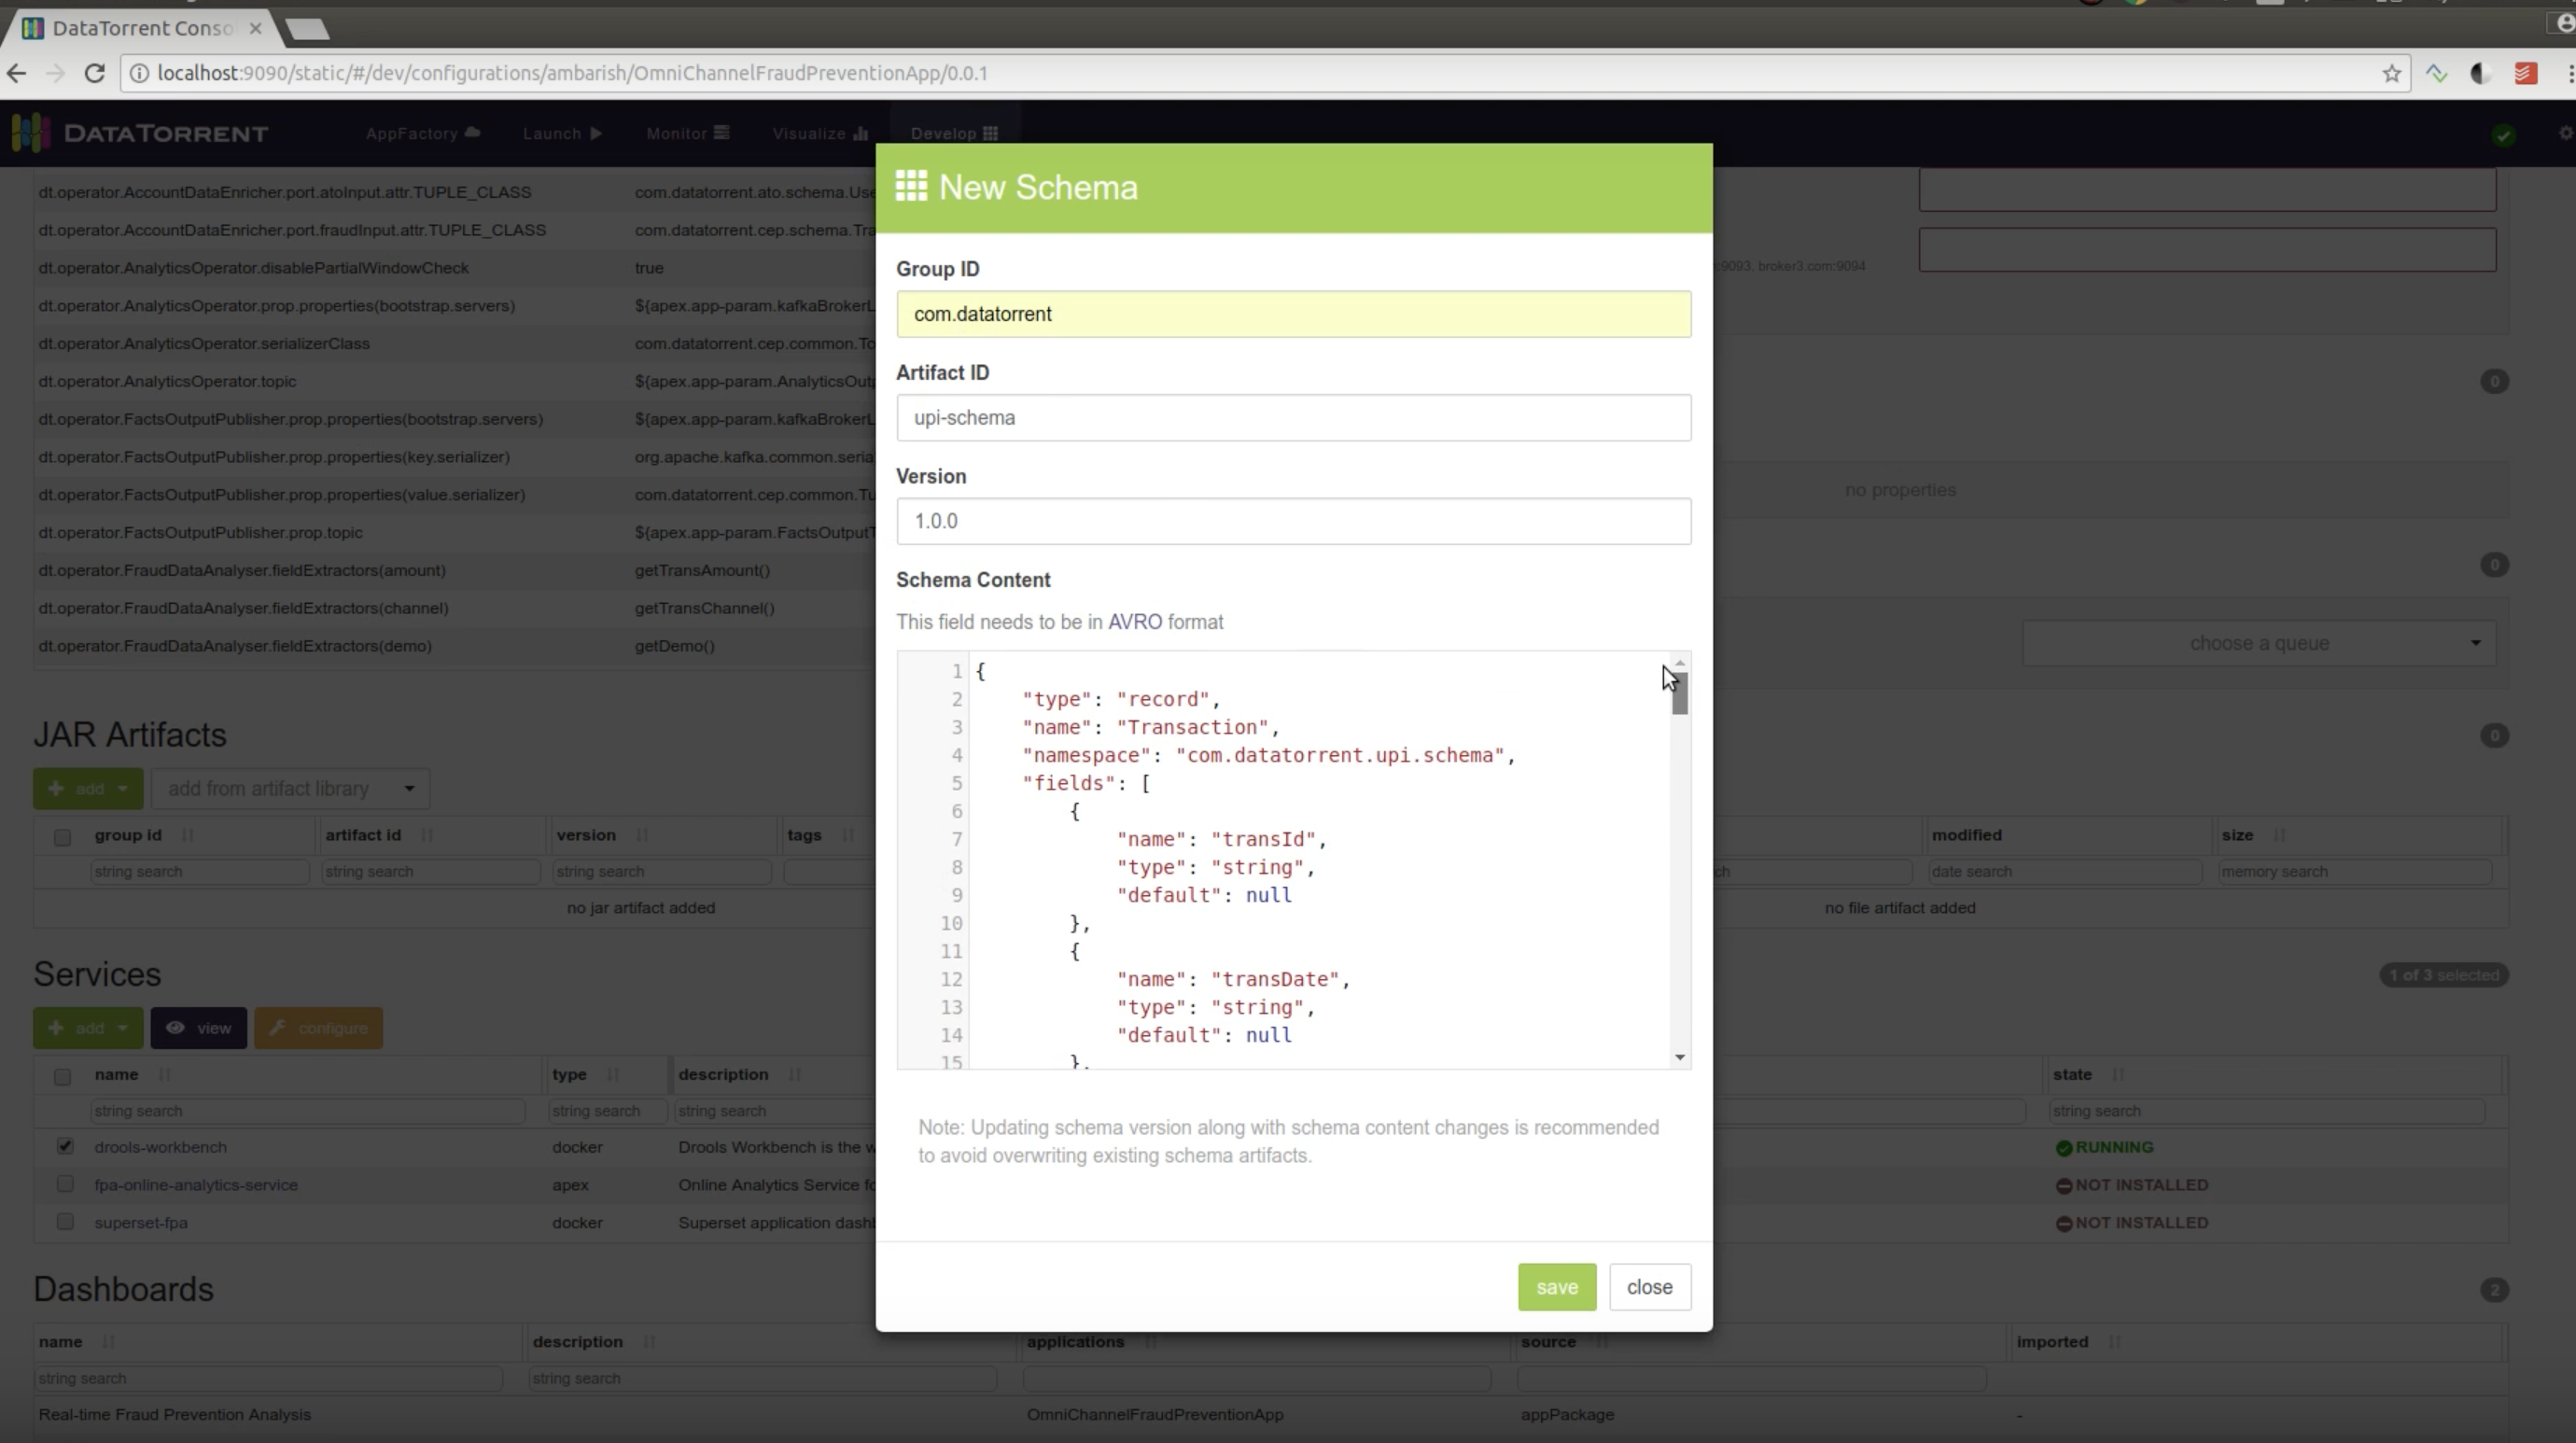 DataTorrent Conso
localhost:9090/static/#/dev/configurations/ambarish/OmniChannelFraudPreventionApp/0.0.1
DATATORRENT
AppFactory Launch Monitor Visualize Develop
dt.operator.AccountDataEnricher.port.atoInput.attr.TUPLE_CLASS com.datatorrent.ato.schema.Use
dt.operator.AccountDataEnricher.port.fraudInput.attr.TUPLE_CLASS com.datatorrent.cep.schema.Tra
dt.operator.AnalyticsOperator.disablePartialWindowCheck true
:9093, broker3.com:9094
dt.operator.AnalyticsOperator.prop.properties(bootstrap.servers) ${apex.app-param.kafkaBrokerL
dt.operator.AnalyticsOperator.serializerClass com.datatorrent.cep.common.To
dt.operator.AnalyticsOperator.topic ${apex.app-param.AnalyticsOutp
0
dt.operator.FactsOutputPublisher.prop.properties(bootstrap.servers) ${apex.app-param.kafkaBrokerL
dt.operator.FactsOutputPublisher.prop.properties(key.serializer) org.apache.kafka.common.seria
dt.operator.FactsOutputPublisher.prop.properties(value.serializer) com.datatorrent.cep.common.Tu
no properties
dt.operator.FactsOutputPublisher.prop.topic ${apex.app-param.FactsOutputT
dt.operator.FraudDataAnalyser.fieldExtractors(amount) getTransAmount()
0
dt.operator.FraudDataAnalyser.fieldExtractors(channel) getTransChannel()
dt.operator.FraudDataAnalyser.fieldExtractors(demo) getDemo()
choose a queue
New Schema
Group ID
com.datatorrent
Artifact ID
upi-schema
Version
1.0.0
Schema Content
This field needs to be in AVRO format
1 {
2 "type": "record",
3 "name": "Transaction",
4 "namespace": "com.datatorrent.upi.schema",
5 "fields": [
6 {
7 "name": "transId",
8 "type": "string",
9 "default": null
10 },
11 {
12 "name": "transDate",
13 "type": "string",
14 "default": null
15 },
Note: Updating schema version along with schema content changes is recommended
to avoid overwriting existing schema artifacts.
save close
JAR Artifacts
0
add add from artifact library
group id artifact id version tags modified size
string search string search string search ch date search memory search
no jar artifact added no file artifact added
Services
1 of 3 selected
add view configure
name type description state
string search string search string search string search
drools-workbench docker Drools Workbench is the w RUNNING
fpa-online-analytics-service apex Online Analytics Service fo NOT INSTALLED
superset-fpa docker Superset application dashb NOT INSTALLED
Dashboards
2
name description applications source imported
string search string search
Real-time Fraud Prevention Analysis OmniChannelFraudPreventionApp appPackage -